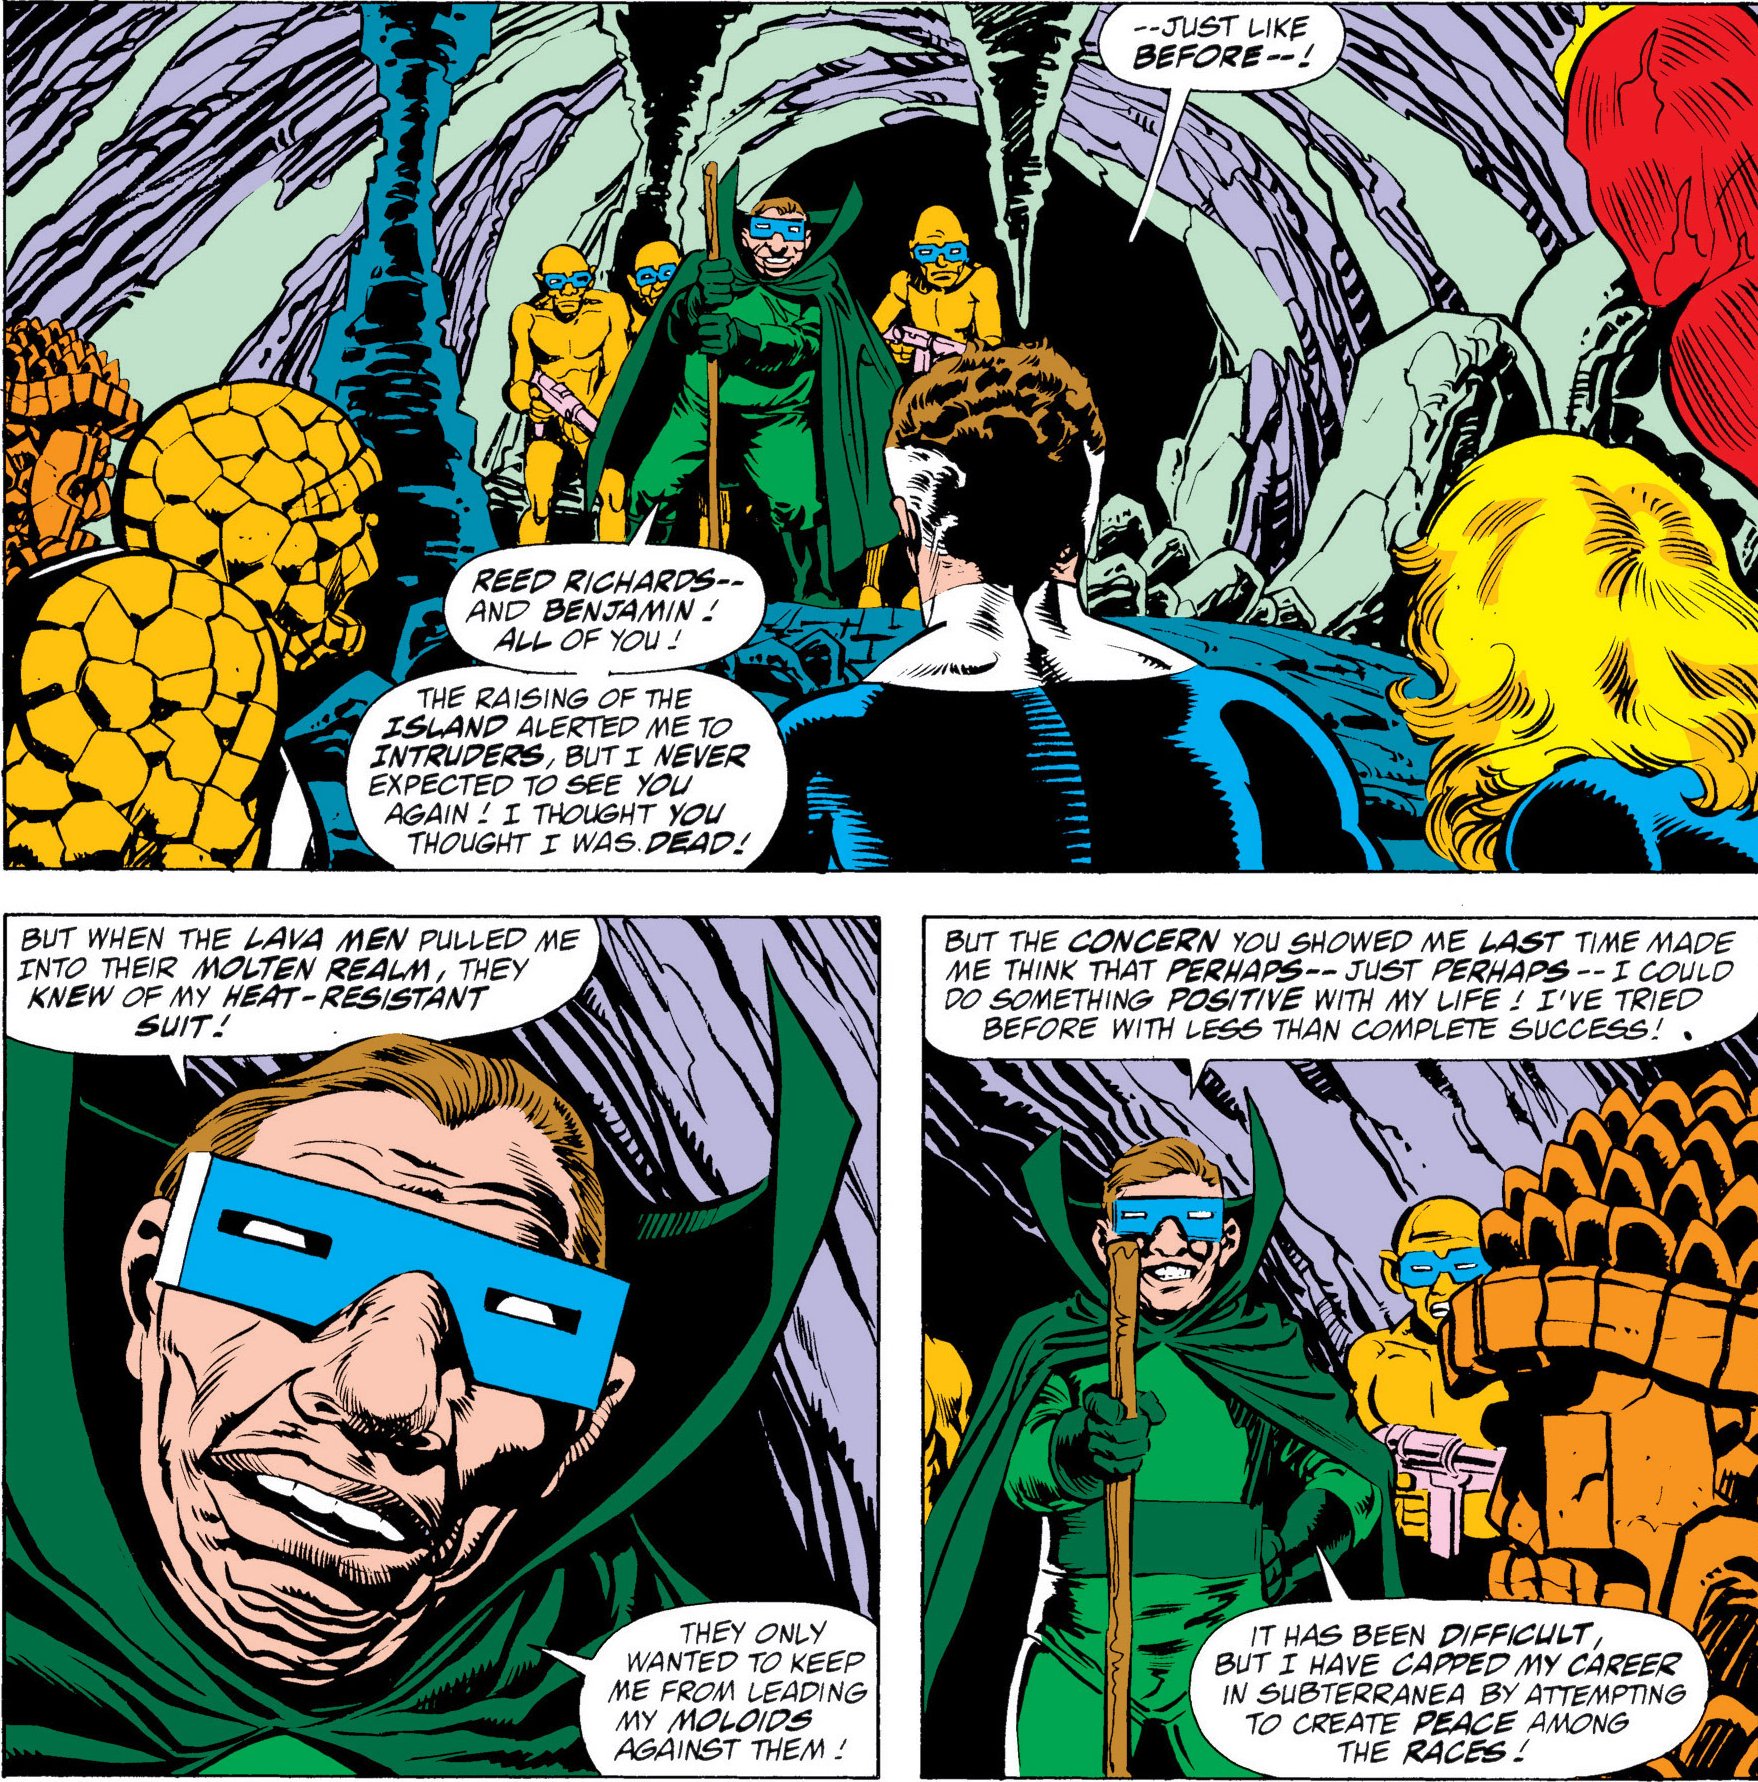 --JUST LIKE
BEFORE--!
REED RICHARDS--
AND BENJAMIN!
ALL OF YOU!
THE RAISING OF THE
ISLAND ALERTED ME TO
INTRUDERS, BUT I NEVER
EXPECTED TO SEE YOU
AGAIN! I THOUGHT YOU
THOUGHT I WAS DEAD!
BUT WHEN THE LAVA MEN PULLED ME
INTO THEIR MOLTEN REALM, THEY
KNEW OF MY HEAT-RESISTANT
SUIT!
THEY ONLY
WANTED TO KEEP
ME FROM LEADING
MY MOLOIDS
AGAINST THEM!
BUT THE CONCERN YOU SHOWED ME LAST TIME MADE
ME THINK THAT PERHAPS-- JUST PERHAPS-- I COULD
DO SOMETHING POSITIVE WITH MY LIFE! I'VE TRIED
BEFORE WITH LESS THAN COMPLETE SUCCESS!
IT HAS BEEN DIFFICULT,
BUT I HAVE CAPPED MY CAREER
IN SUBTERRANEA BY ATTEMPTING
TO CREATE PEACE AMONG
THE RACES!